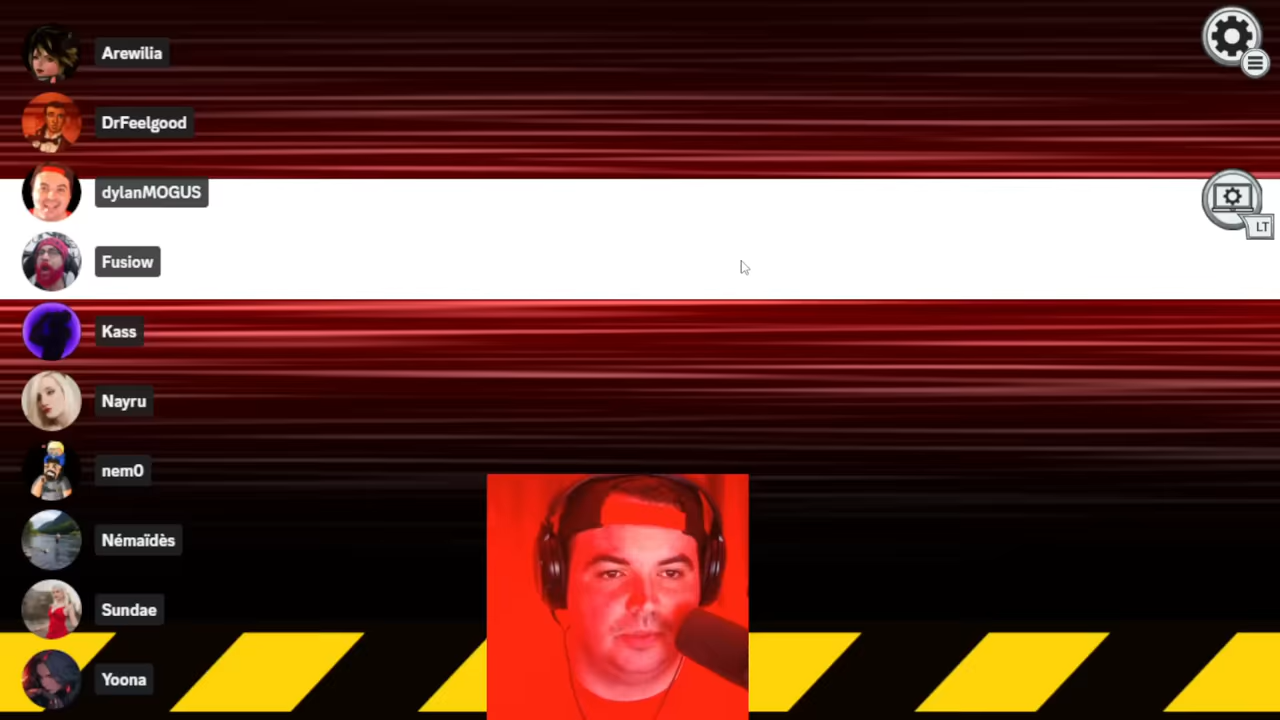 Arewilia
DrFeelgood
dylanMOGUS
LT
Fusiow
Kass
Nayru
nem0
Némaïdès
Sundae
Yoona